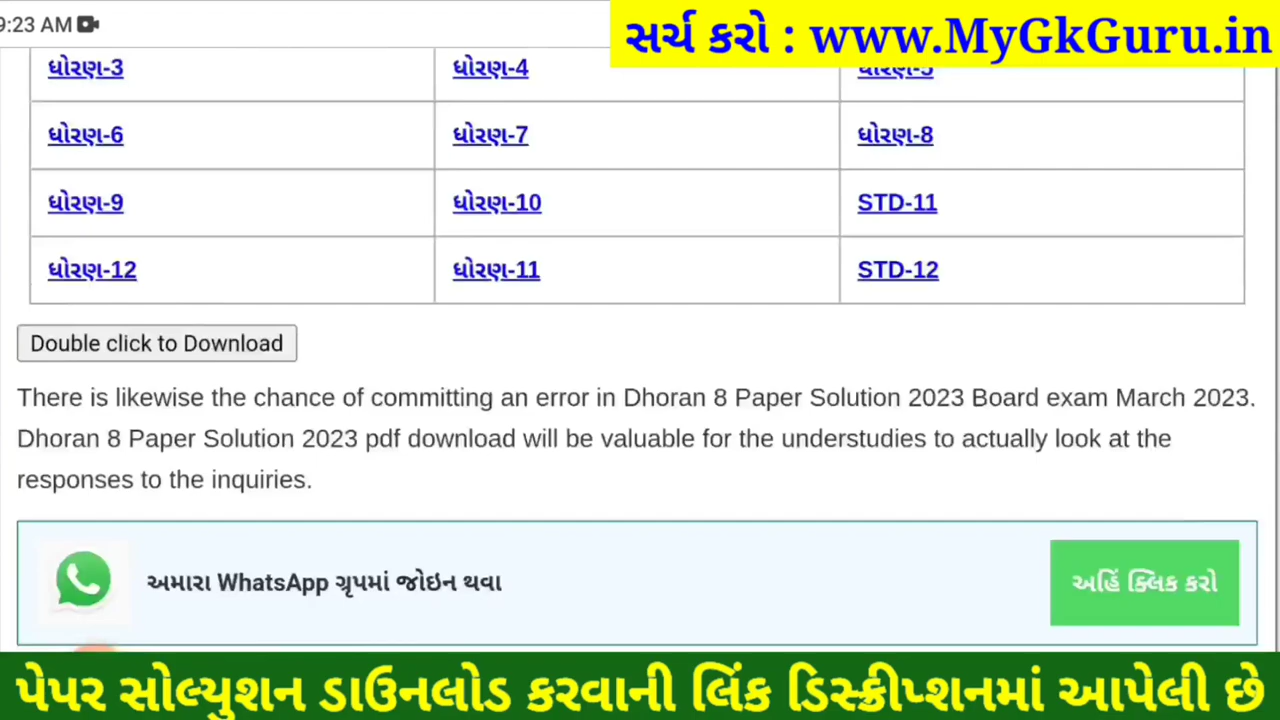 9:23 AM
સર્ચ કરો : www.MyGkGuru.in
ધોરણ-3 ધોરણ-4 ધોરણ-5
ધોરણ-6 ધોરણ-7 ધોરણ-8
ધોરણ-9 ધોરણ-10 STD-11
ધોરણ-12 ધોરણ-11 STD-12
Double click to Download
There is likewise the chance of committing an error in Dhoran 8 Paper Solution 2023 Board exam March 2023.
Dhoran 8 Paper Solution 2023 pdf download will be valuable for the understudies to actually look at the
responses to the inquiries.
અમારા WhatsApp ગ્રૃપમાં જોઇન થવા
અહિં ક્લિક કરો
પેપર સોલ્યુશન ડાઉનલોડ કરવાની લિંક ડિસ્ક્રીપ્શનમાં આપેલી છે